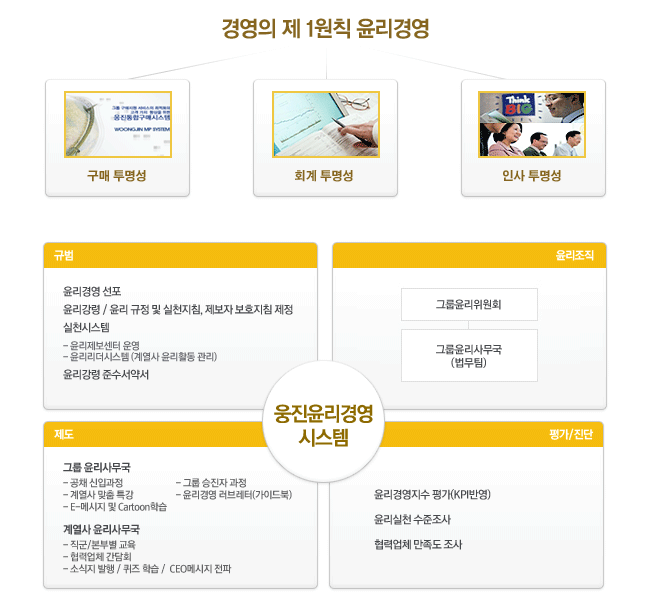 경영의 제 1원칙 윤리경영
그룹 구매지원 서비스의 최적화와
고객 가치 향상을 위한
웅진통합구매시스템
WOONGJIN MP SYSTEM
Think
BIG
구매 투명성
회계 투명성
인사 투명성
규범
윤리경영 선포
윤리강령 / 윤리 규정 및 실천지침, 제보자 보호지침 제정
실천시스템
- 윤리제보센터 운영
- 윤리리더시스템 (계열사 윤리활동 관리)
윤리강령 준수서약서
윤리조직
그룹윤리위원회
그룹윤리사무국
(법무팀)
웅진윤리경영
시스템
제도
그룹 윤리사무국
- 공채 신입과정
- 그룹 승진자 과정
- 계열사 맞춤 특강
- 윤리경영 러브레터(가이드북)
- E-메시지 및 Cartoon학습
계열사 윤리사무국
- 직군/본부별 교육
- 협력업체 간담회
- 소식지 발행 / 퀴즈 학습 / CEO메시지 전파
평가/진단
윤리경영지수 평가(KPI반영)
윤리실천 수준조사
협력업체 만족도 조사